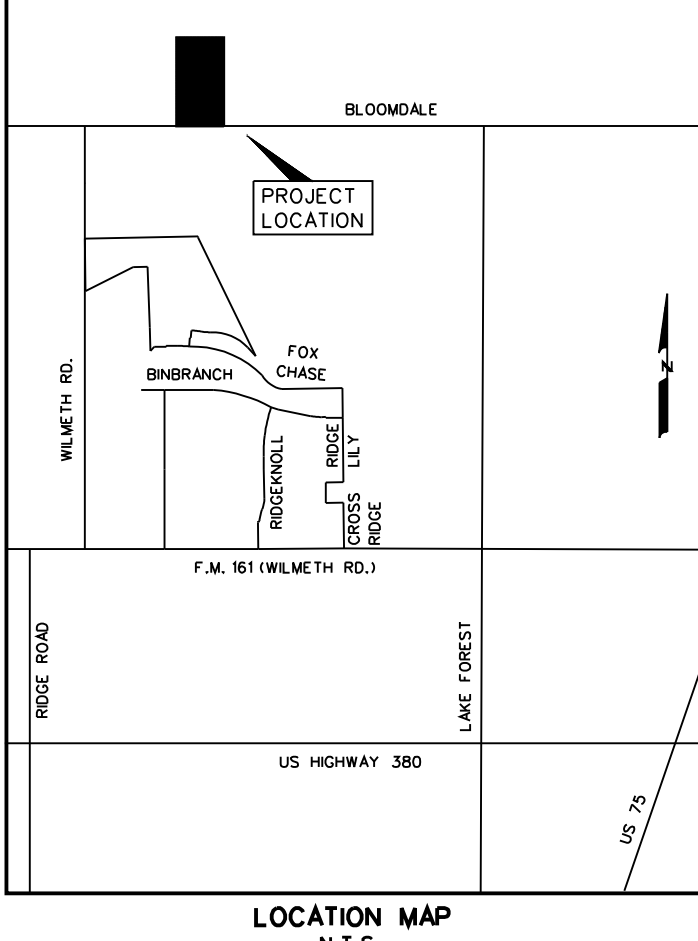 BLOOMDALE
PROJECT
LOCATION
FOX
CHASE
BINBRANCH
WILMETH RD.
RIDGEKNOLL
RIDGE
LILY
CROSS
RIDGE
N
F.M. 161 (WILMETH RD.)
RIDGE ROAD
LAKE FOREST
US HIGHWAY 380
US 75
LOCATION MAP
N.T.S.